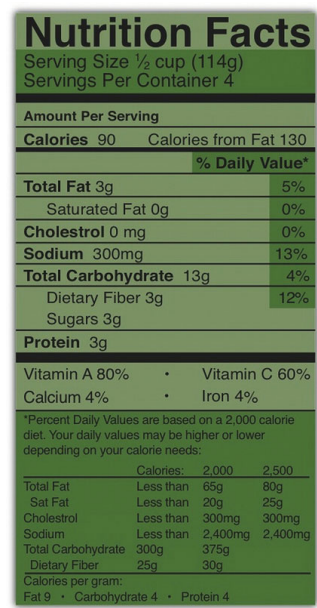 Nutrition Facts
Serving Size ½ cup (114g)
Servings Per Container 4
Amount Per Serving
Calories 90 Calories from Fat 130
% Daily Value*
Total Fat 3g 5%
Saturated Fat 0g 0%
Cholestrol 0 mg 0%
Sodium 300mg 13%
Total Carbohydrate 13g 4%
Dietary Fiber 3g 12%
Sugars 3g
Protein 3g
Vitamin A 80% • Vitamin C 60%
Calcium 4% • Iron 4%
*Percent Daily Values are based on a 2,000 calorie
diet. Your daily values may be higher or lower
depending on your calorie needs:
Calories: 2,000 2,500
Total Fat Less than 65g 80g
Sat Fat Less than 20g 25g
Cholestrol Less than 300mg 300mg
Sodium Less than 2,400mg 2,400mg
Total Carbohydrate 300g 375g
Dietary Fiber 25g 30g
Calories per gram:
Fat 9 • Carbohydrate 4 • Protein 4